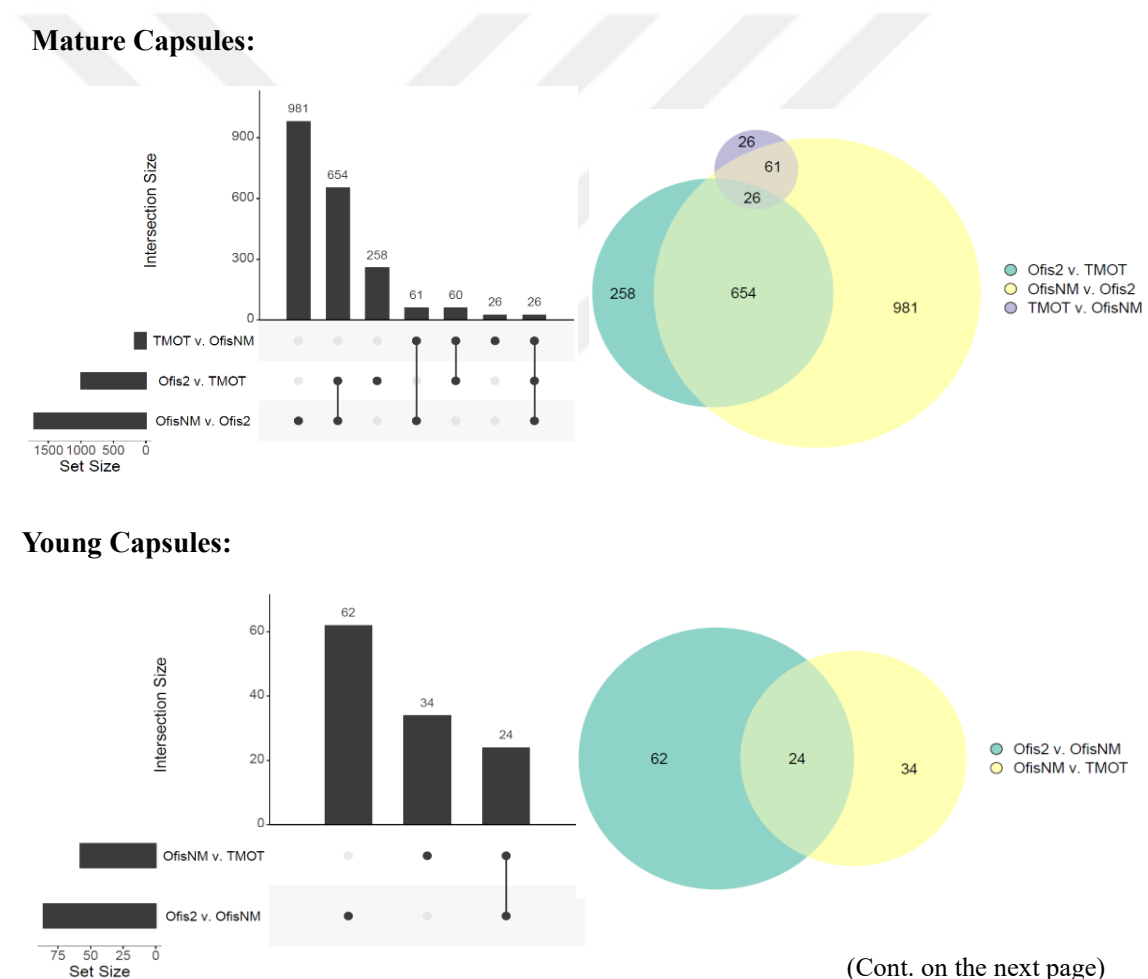 Mature Capsules:
Intersection Size
900
600
300
0
981
654
258
61
60
26
26
TMOT v. OfisNM
Ofis2 v. TMOT
OfisNM v. Ofis2
1500 1000 500 0
Set Size
26
61
26
258
654
981
Ofis2 v. TMOT
OfisNM v. Ofis2
TMOT v. OfisNM
Young Capsules:
Intersection Size
60
40
20
0
62
34
24
OfisNM v. TMOT
Ofis2 v. OfisNM
75 50 25 0
Set Size
62
24
34
Ofis2 v. OfisNM
OfisNM v. TMOT
(Cont. on the next page)